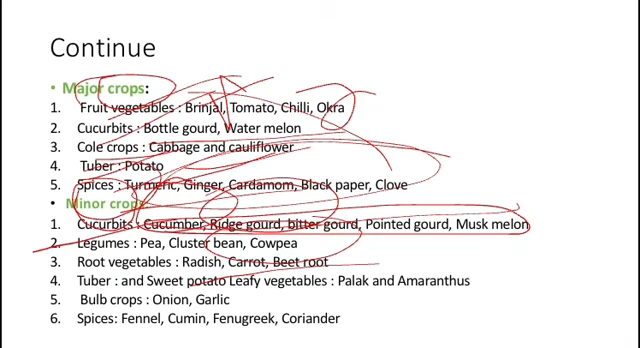 Continue
• Major crops:
1. Fruit vegetables : Brinjal, Tomato, Chilli, Okra
2. Cucurbits : Bottle gourd, Water melon
3. Cole crops : Cabbage and cauliflower
4. Tuber : Potato
5. Spices : Turmeric, Ginger, Cardamom, Black paper, Clove
• Minor crops
1. Cucurbits : Cucumber, Ridge gourd, bitter gourd, Pointed gourd, Musk melon
2. Legumes : Pea, Cluster bean, Cowpea
3. Root vegetables : Radish, Carrot, Beet root
4. Tuber : and Sweet potato Leafy vegetables : Palak and Amaranthus
5. Bulb crops : Onion, Garlic
6. Spices: Fennel, Cumin, Fenugreek, Coriander